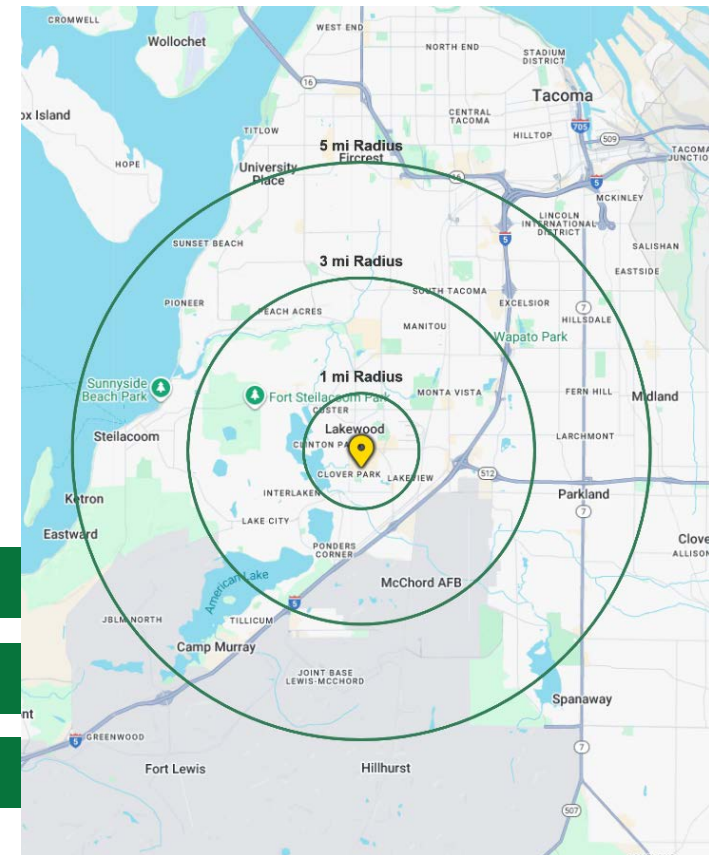 CROMWELL
Wollochet
WEST END
NORTH END
STADIUM
DISTRICT
16
Tacoma
ox Island
CENTRAL
TACOMA
705
TITLOW
HILLTOP
509
TACOMA
JUNCTIO
5 mi Radius
Fircrest
HOPE
University
Place
16
5
MCKINLEY
LINCOLN
INTERNATIONAL
DISTRICT
5
SUNSET BEACH
SALISHAN
3 mi Radius
EASTSIDE
SOUTH TACOMA
PIONEER
PEACH ACRES
EXCELSIOR
7
HILLSDALE
MANITOU
Wapato Park
1 mi Radius
Sunnyside
Beach Park
Fort Steilacoom Park
MONTA VISTA
FERN HILL
Midland
CUSTER
Lakewood
Steilacoom
CLINTON PA
LARCHMONT
CLOVER PARK
LAKEVIEW
512
Ketron
INTERLAKEN
Parkland
7
LAKE CITY
Eastward
PONDERS
CORNER
Clove
ALLISON
American Lake
McChord AFB
5
JBLM NORTH
TILLICUM
Camp Murray
JOINT BASE
LEWIS-MCCHORD
Spanaway
nt
5
GREENWOOD
7
Fort Lewis
Hillhurst
507